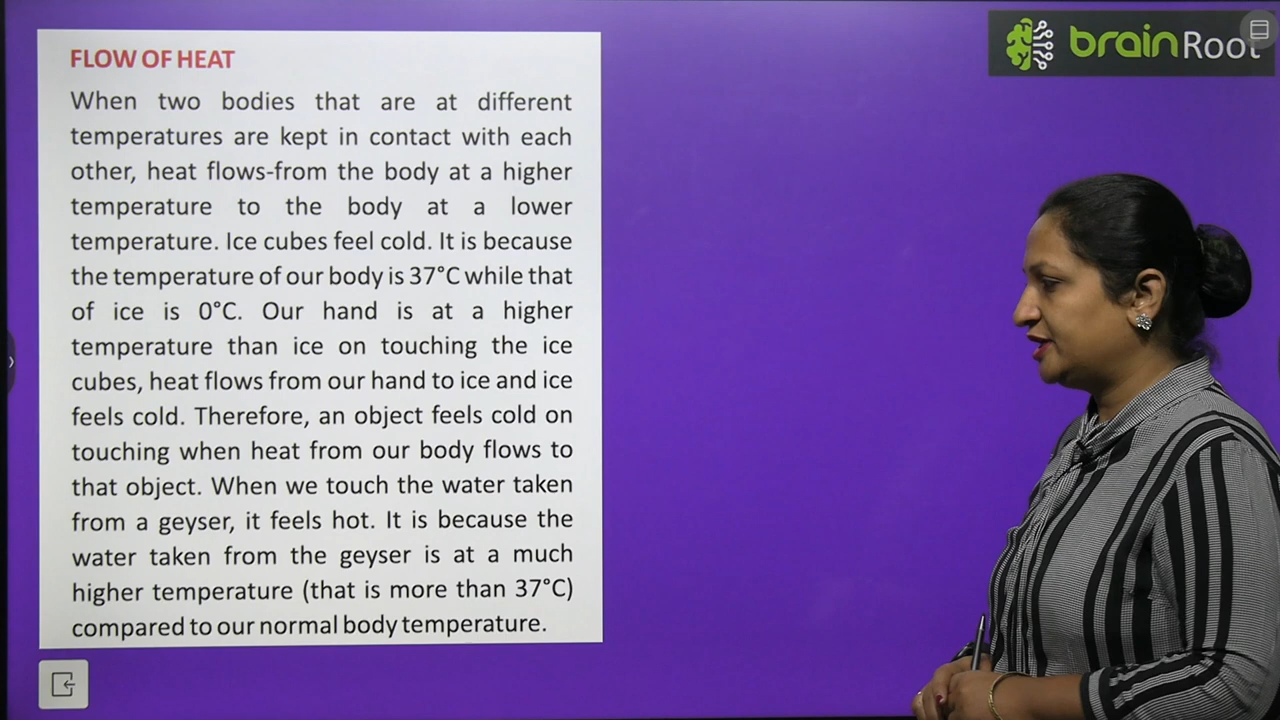 FLOW OF HEAT
When two bodies that are at different
temperatures are kept in contact with each
other, heat flows-from the body at a higher
temperature to the body at a lower
temperature. Ice cubes feel cold. It is because
the temperature of our body is 37°C while that
of ice is 0°C. Our hand is at a higher
temperature than ice on touching the ice
cubes, heat flows from our hand to ice and ice
feels cold. Therefore, an object feels cold on
touching when heat from our body flows to
that object. When we touch the water taken
from a geyser, it feels hot. It is because the
water taken from the geyser is at a much
higher temperature (that is more than 37°C)
compared to our normal body temperature.
brainRoot